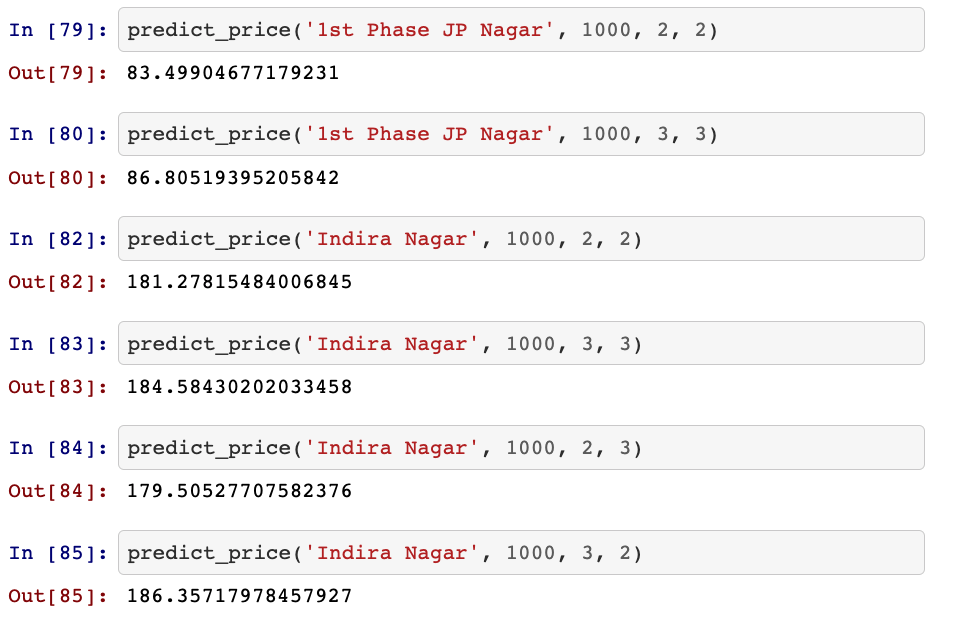 In [79]: predict_price('1st Phase JP Nagar', 1000, 2, 2)
Out[79]: 83.49904677179231
In [80]: predict_price('1st Phase JP Nagar', 1000, 3, 3)
Out[80]: 86.80519395205842
In [82]: predict_price('Indira Nagar', 1000, 2, 2)
Out[82]: 181.27815484006845
In [83]: predict_price('Indira Nagar', 1000, 3, 3)
Out[83]: 184.58430202033458
In [84]: predict_price('Indira Nagar', 1000, 2, 3)
Out[84]: 179.50527707582376
In [85]: predict_price('Indira Nagar', 1000, 3, 2)
Out[85]: 186.35717978457927